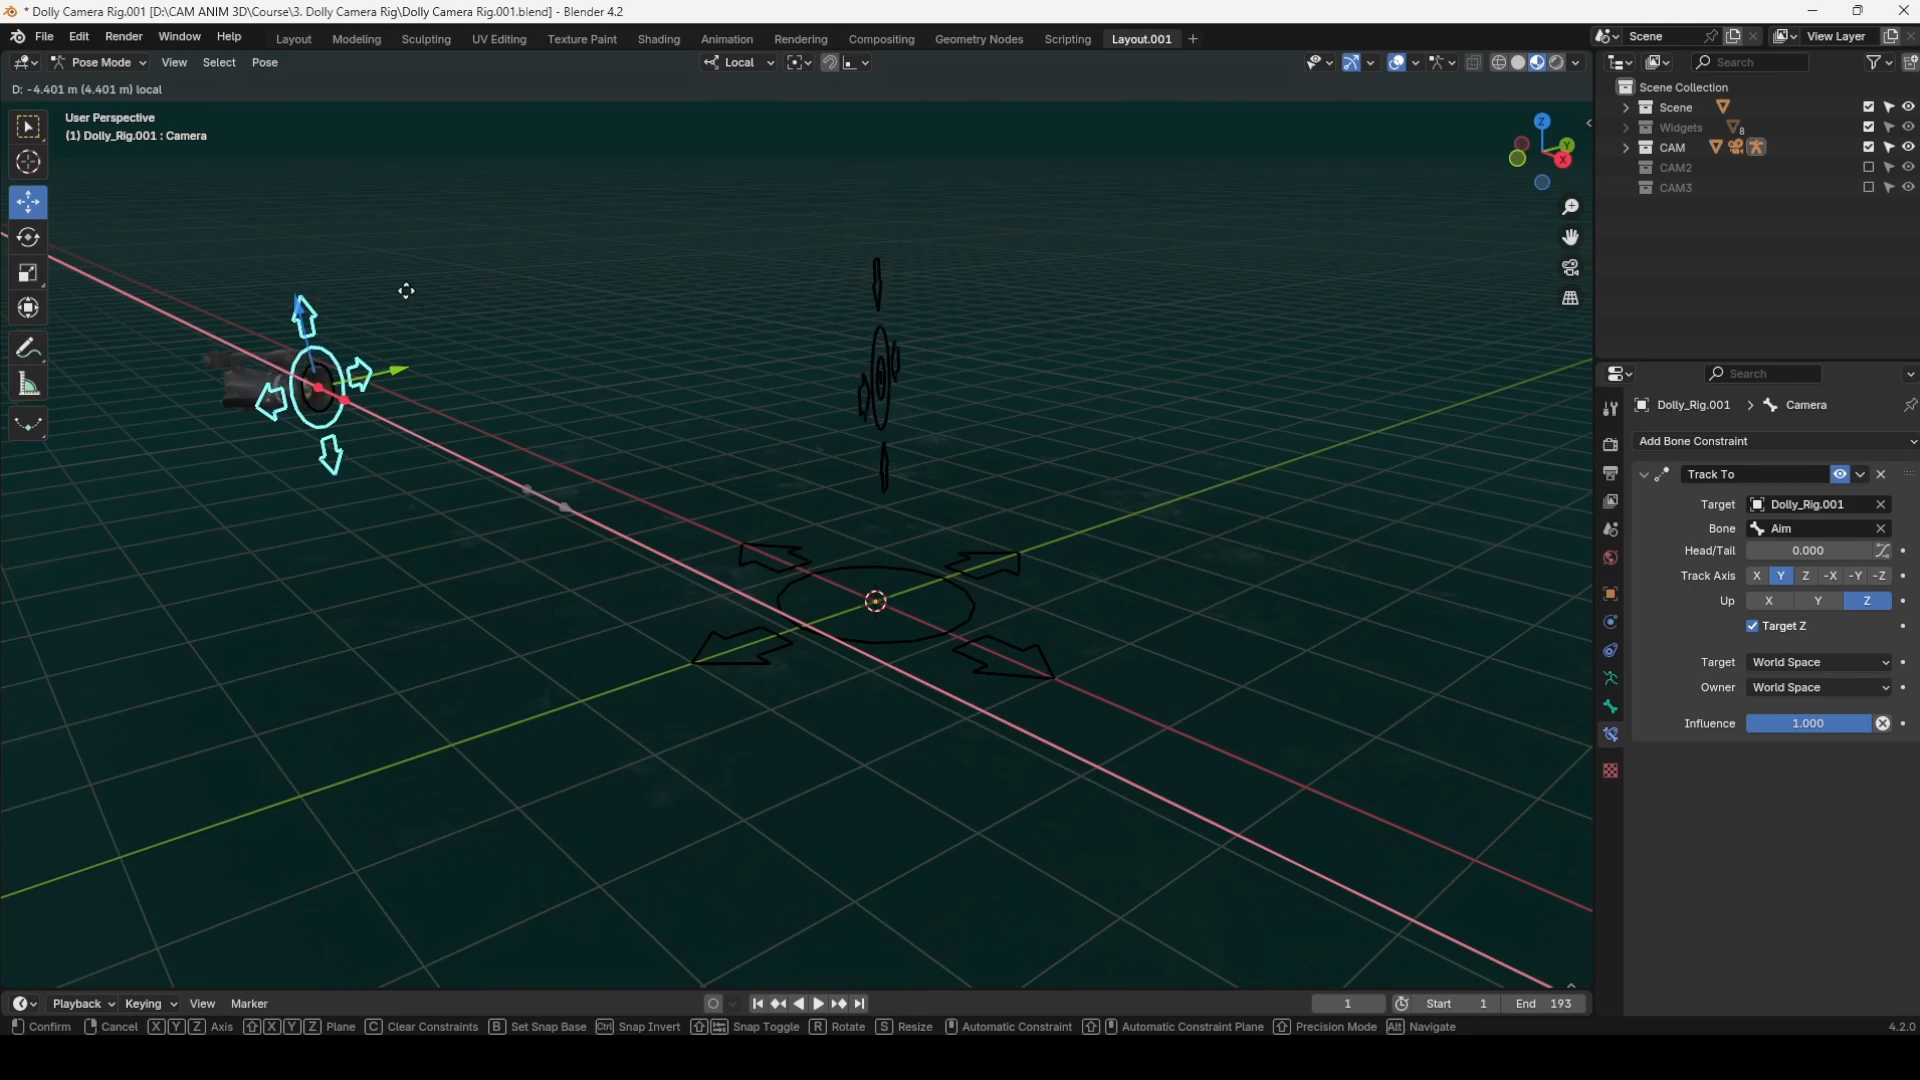 * Dolly Camera Rig.001 [D:\CAM ANIM 3D\Course\3. Dolly Camera Rig\Dolly Camera Rig.001.blend] - Blender 4.2
File Edit Render Window Help Layout Modeling Sculpting UV Editing Texture Paint Shading Animation Rendering Compositing Geometry Nodes Scripting Layout.001 + Scene View Layer
Pose Mode View Select Pose Local Search
D: -4.401 m (4.401 m) local
User Perspective
(1) Dolly_Rig.001 : Camera
Z
Y
X
Scene Collection
Scene
Widgets 8
CAM
CAM2
CAM3
Search
Dolly_Rig.001 > Camera
Add Bone Constraint
Track To
Target Dolly_Rig.001
Bone Aim
Head/Tail 0.000
Track Axis X Y Z -X -Y -Z
Up X Y Z
Target Z
Target World Space
Owner World Space
Influence 1.000
Playback Keying View Marker 1 Start 1 End 193
Confirm Cancel X Y Z Axis X Y Z Plane C Clear Constraints B Set Snap Base Ctrl Snap Invert Snap Toggle R Rotate S Resize Automatic Constraint Automatic Constraint Plane Precision Mode Alt Navigate 4.2.0